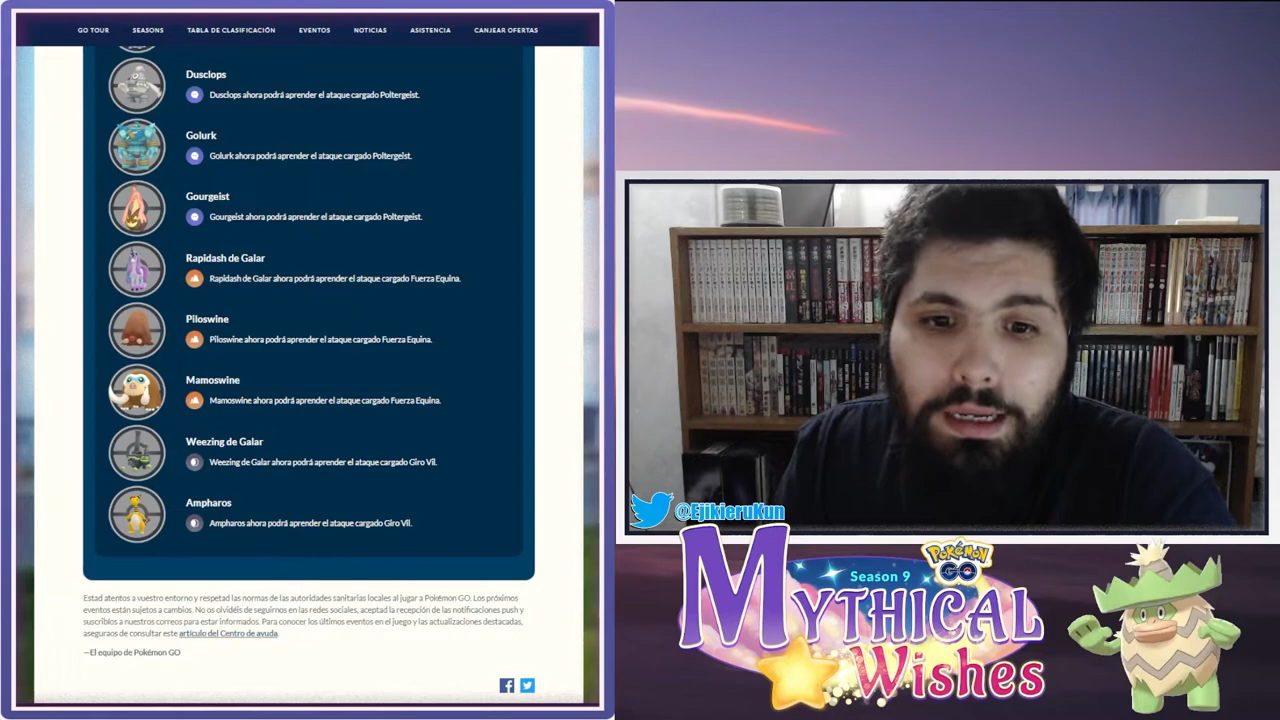 GO TOUR SEASONS TABLA DE CLASIFICACIÓN EVENTOS NOTICIAS ASISTENCIA CANJEAR OFERTAS
Dusclops
Dusclops ahora podrá aprender el ataque cargado Poltergeist.
Golurk
Golurk ahora podrá aprender el ataque cargado Poltergeist.
Gourgeist
Gourgeist ahora podrá aprender el ataque cargado Poltergeist.
Rapidash de Galar
Rapidash de Galar ahora podrá aprender el ataque cargado Fuerza Equina.
Piloswine
Piloswine ahora podrá aprender el ataque cargado Fuerza Equina.
Mamoswine
Mamoswine ahora podrá aprender el ataque cargado Fuerza Equina.
Weezing de Galar
Weezing de Galar ahora podrá aprender el ataque cargado Giro Vil.
Ampharos
Ampharos ahora podrá aprender el ataque cargado Giro Vil.
Estad atentos a vuestro entorno y respetad las normas de las autoridades sanitarias locales al jugar a Pokémon GO. Los próximos
eventos están sujetos a cambios. No os olvidéis de seguirnos en las redes sociales, aceptad la recepción de las notificaciones push y
suscribíos a nuestros correos para estar informados. Para conocer los últimos eventos en el juego y las actualizaciones destacadas,
aseguraos de consultar este artículo del Centro de ayuda.
—El equipo de Pokémon GO
@EjikieruKun
Pokémon
GO
Season 9
MYTHICAL
Wishes